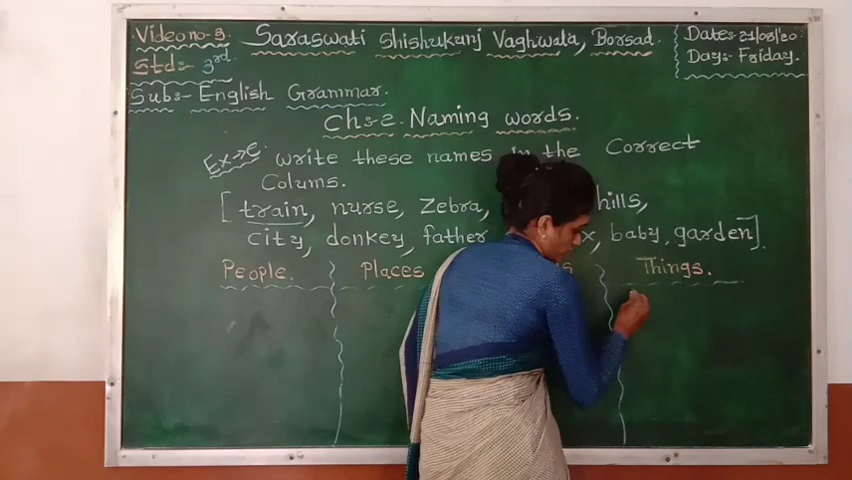 Video no-9
Saraswati Shishukunj Vaghwala, Borsad.
Date:- 21/08/'20
Std:- 3rd.
Day:- Friday.
Sub:- English Grammar.
Ch:-2. Naming words.
Ex→C. Write these names in the Correct
Colums.
[train, nurse, Zebra, hills,
city, donkey, father x, baby, garden].
People. Places s Things.